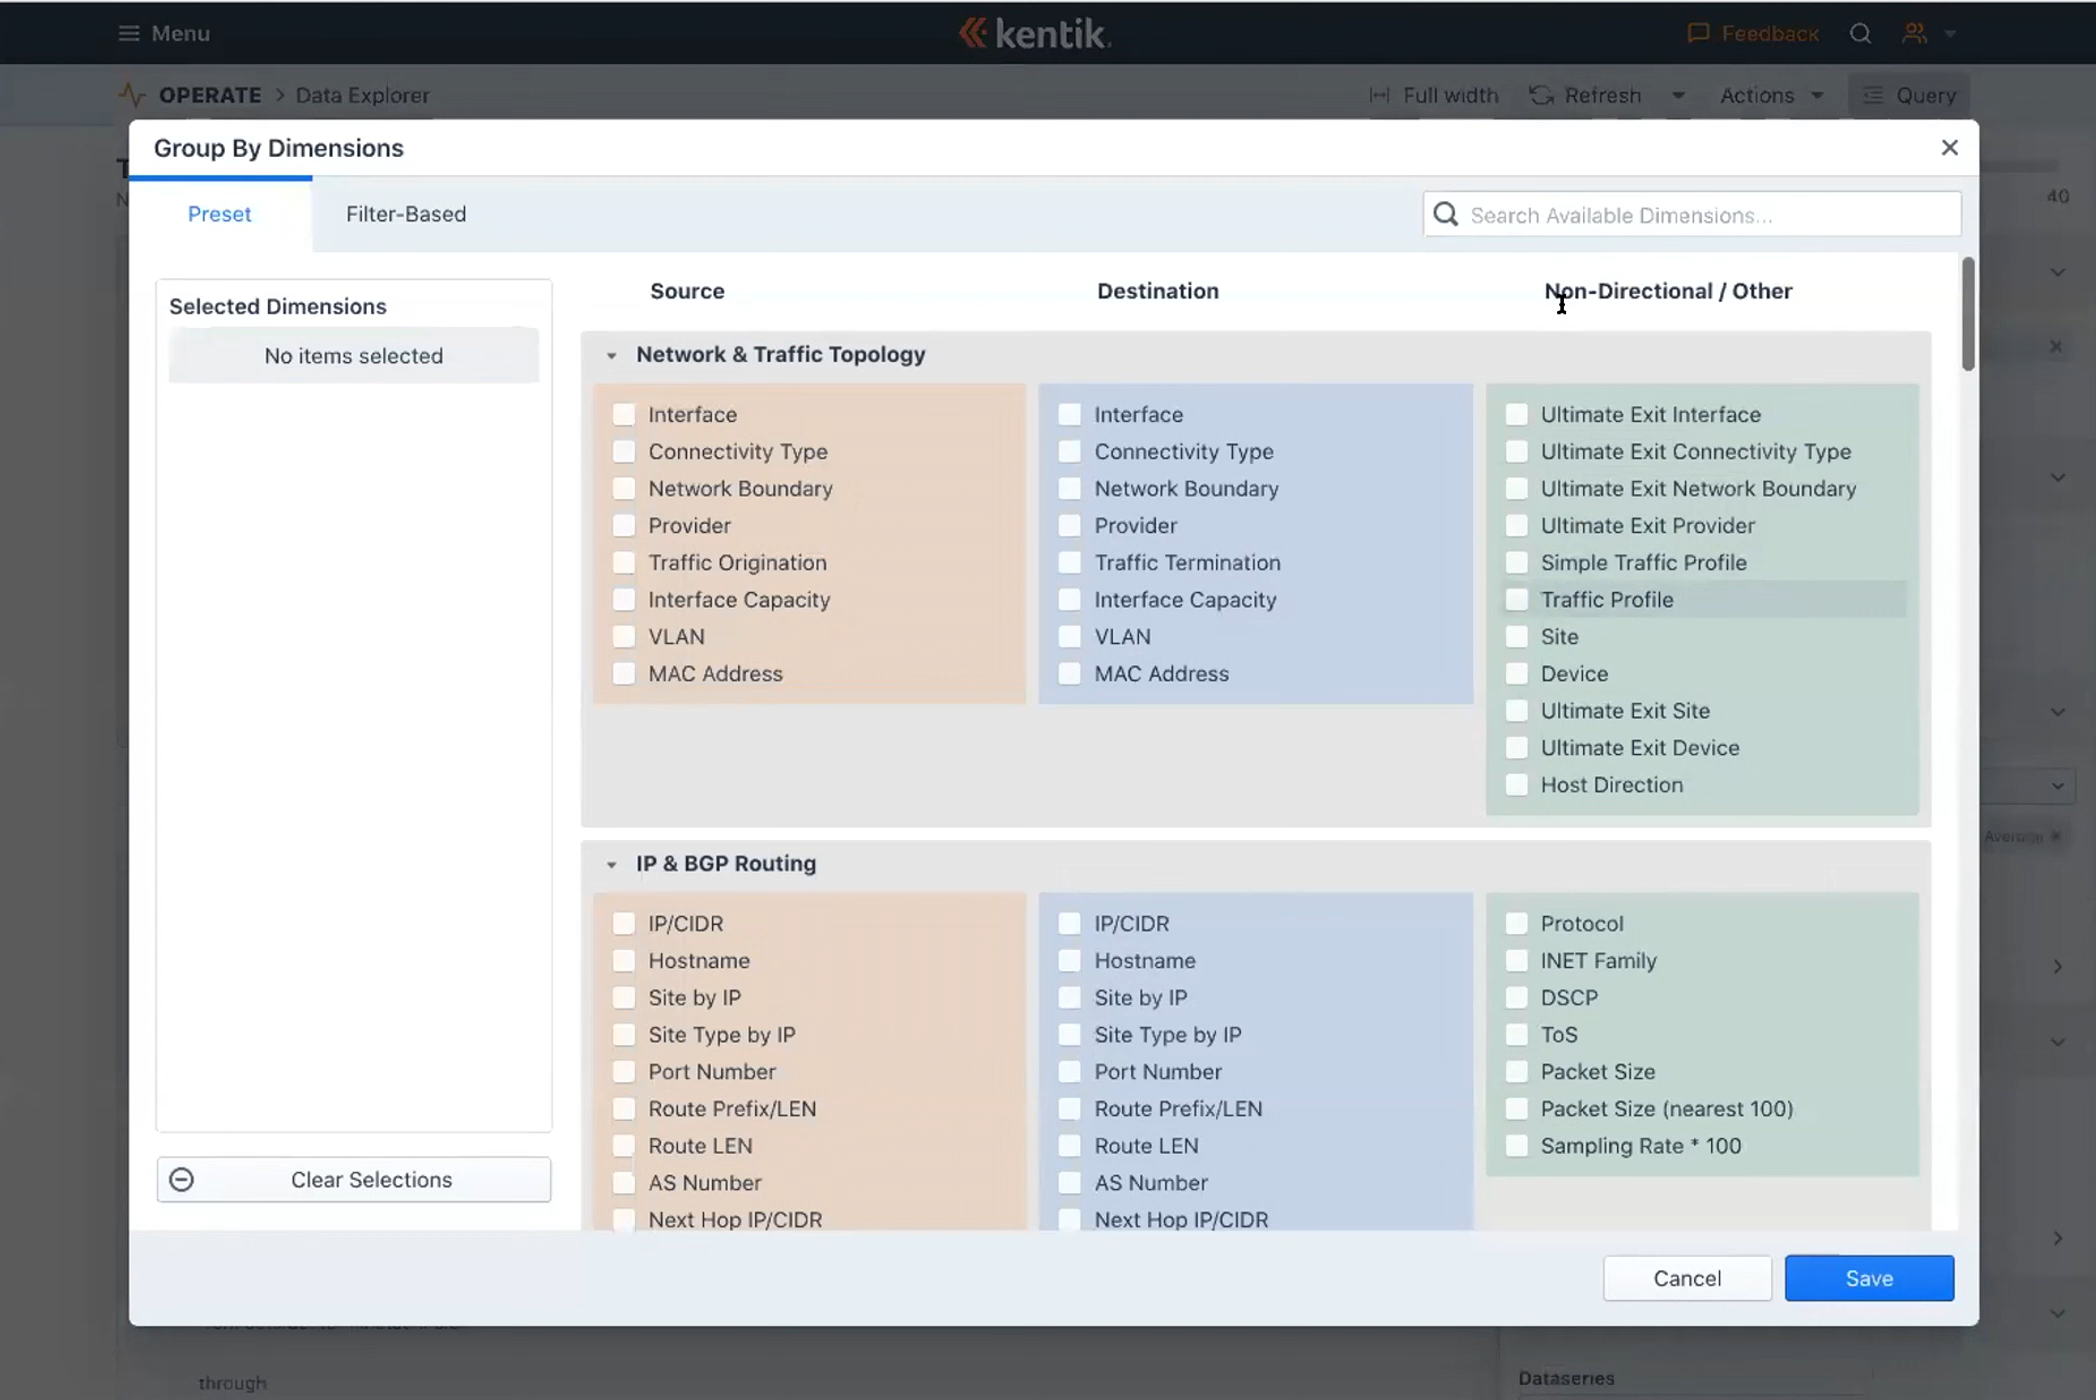 Menu
kentik.
Feedback
OPERATE > Data Explorer
Full width
Refresh
Actions
Query
Group By Dimensions
Preset
Filter-Based
Search Available Dimensions...
40
Selected Dimensions
No items selected
Clear Selections
Source
Destination
Non-Directional / Other
Network & Traffic Topology
Interface
Connectivity Type
Network Boundary
Provider
Traffic Origination
Interface Capacity
VLAN
MAC Address
Interface
Connectivity Type
Network Boundary
Provider
Traffic Termination
Interface Capacity
VLAN
MAC Address
Ultimate Exit Interface
Ultimate Exit Connectivity Type
Ultimate Exit Network Boundary
Ultimate Exit Provider
Simple Traffic Profile
Traffic Profile
Site
Device
Ultimate Exit Site
Ultimate Exit Device
Host Direction
Average
IP & BGP Routing
IP/CIDR
Hostname
Site by IP
Site Type by IP
Port Number
Route Prefix/LEN
Route LEN
AS Number
Next Hop IP/CIDR
IP/CIDR
Hostname
Site by IP
Site Type by IP
Port Number
Route Prefix/LEN
Route LEN
AS Number
Next Hop IP/CIDR
Protocol
INET Family
DSCP
ToS
Packet Size
Packet Size (nearest 100)
Sampling Rate * 100
Cancel
Save
through
Dataseries